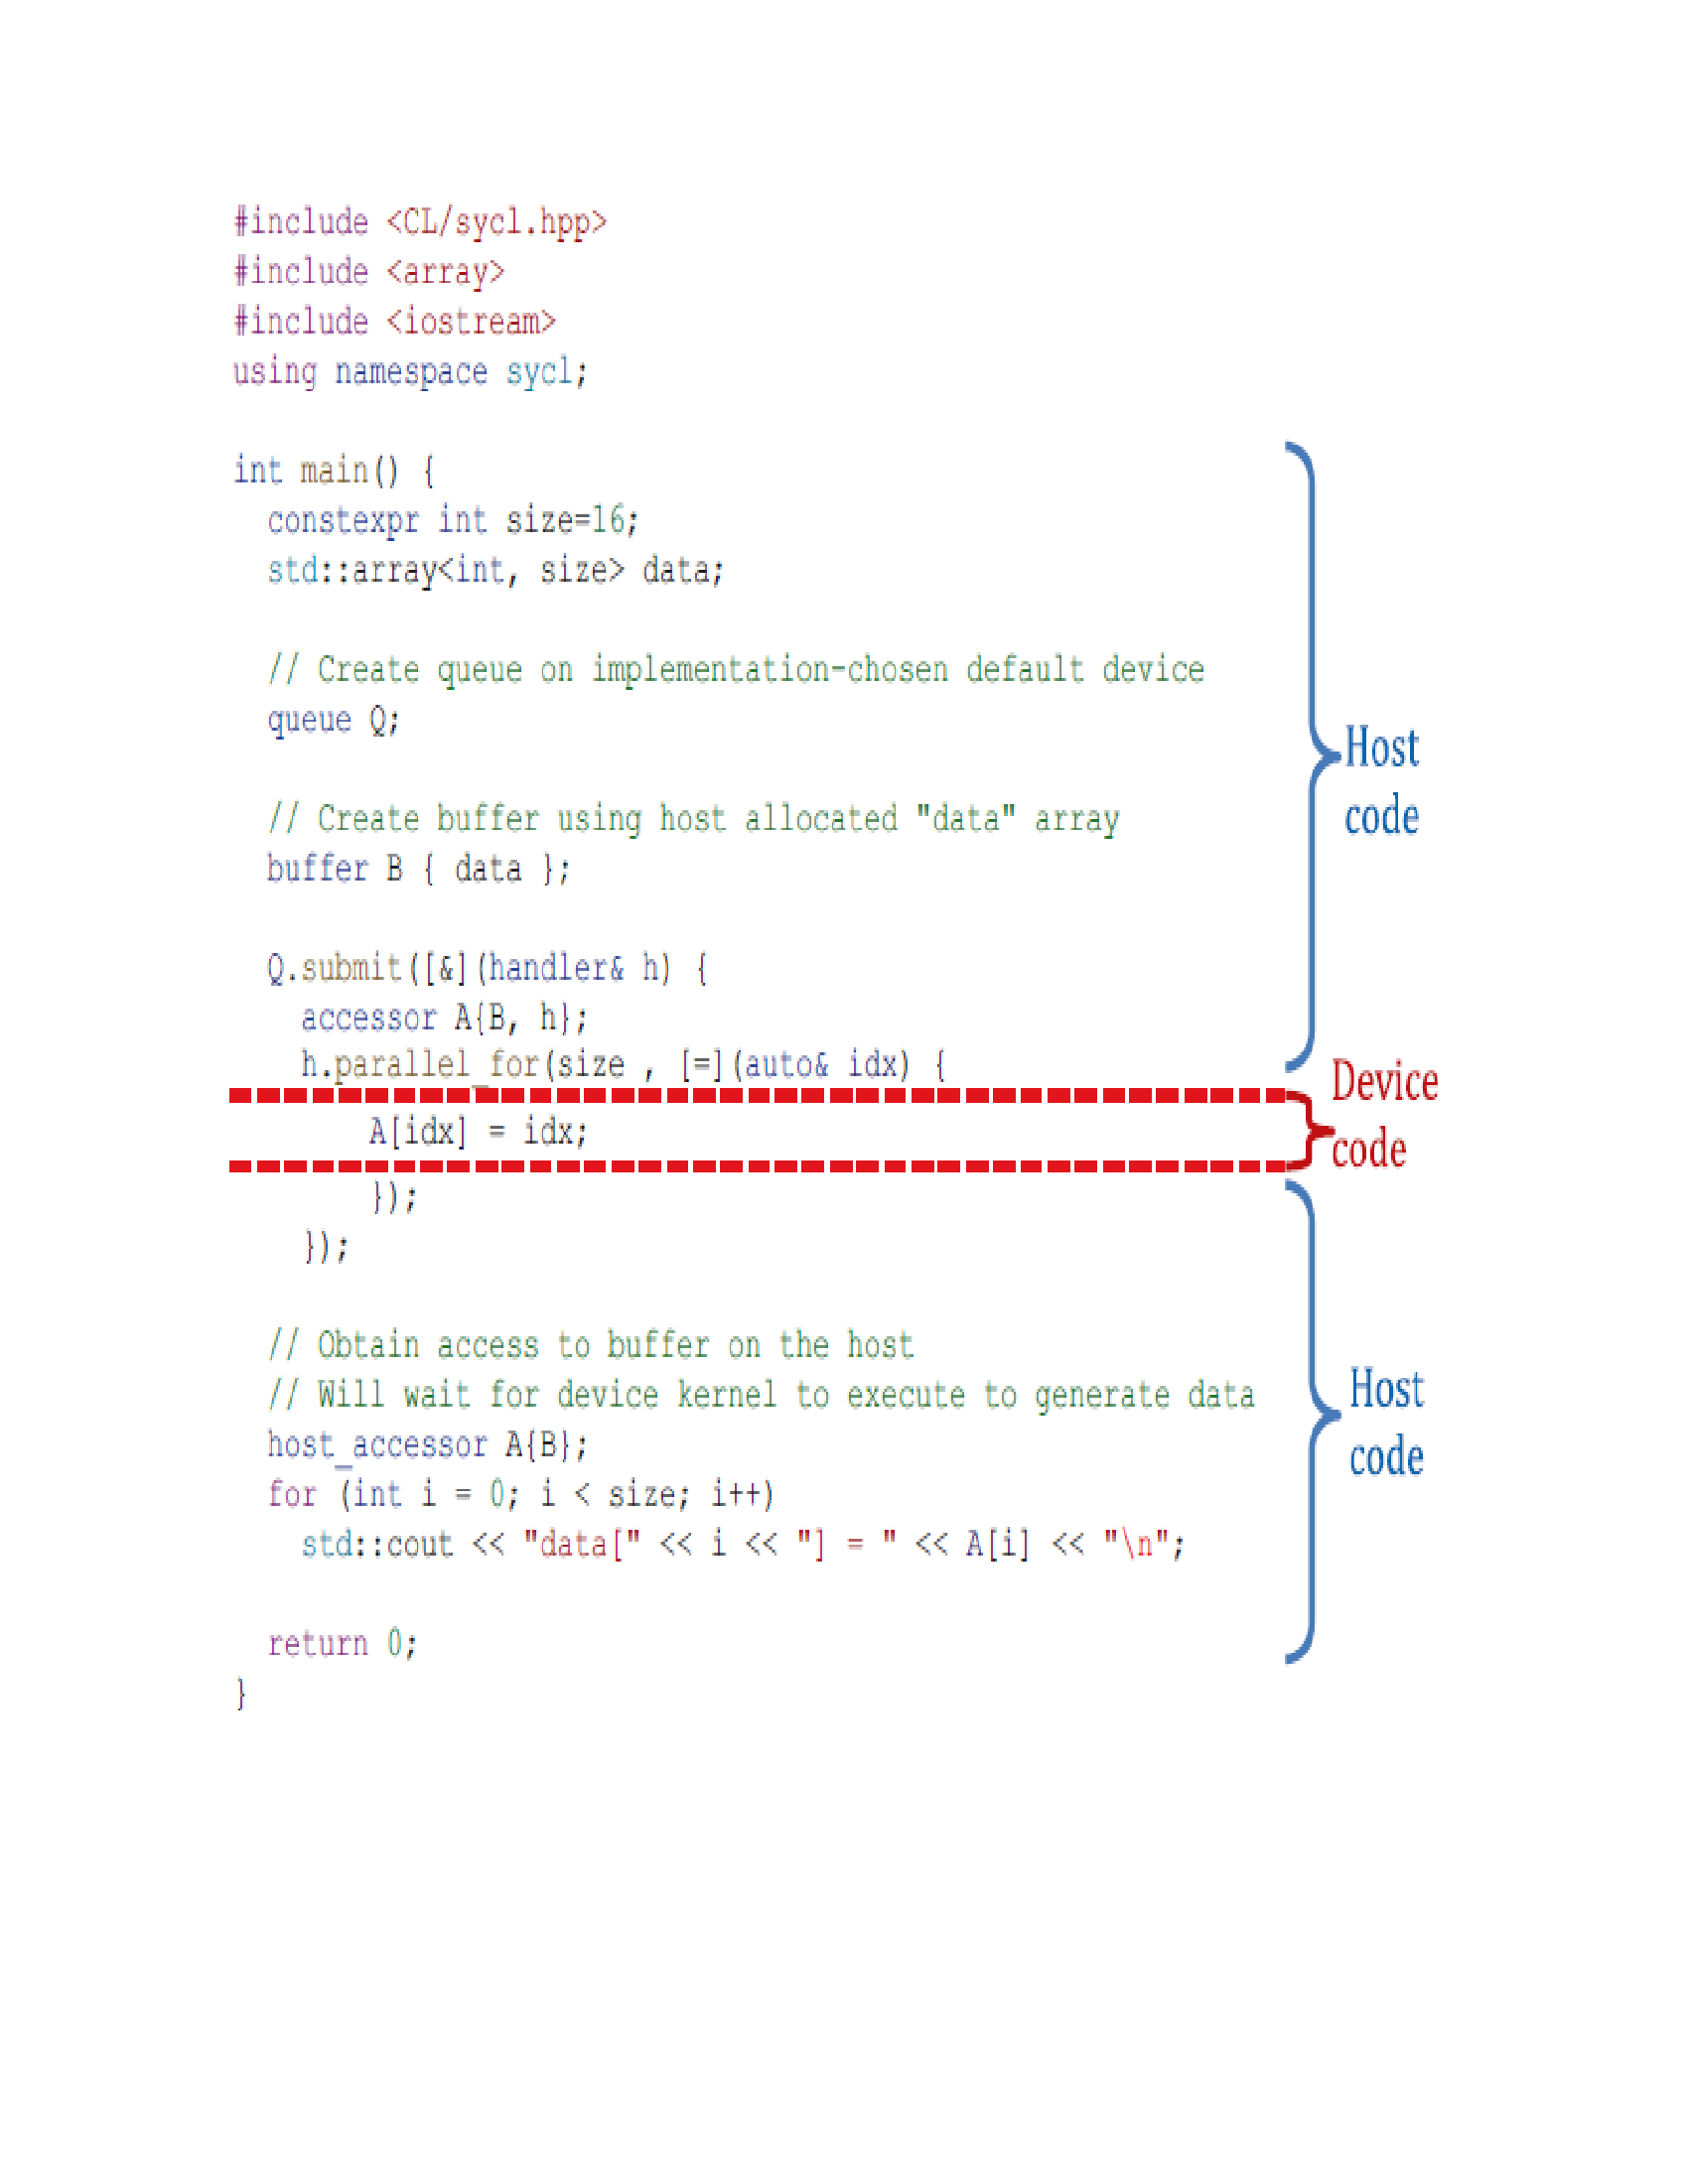 #include <CL/sycl.hpp>
#include <array>
#include <iostream>
using namespace sycl;
int main() {
constexpr int size=16;
std::array<int, size> data;
// Create queue on implementation-chosen default device
queue Q;
// Create buffer using host allocated "data" array
buffer B { data };
Q.submit([&](handler& h) {
accessor A{B, h};
h.parallel_for(size , [=](auto& idx) {
A[idx] = idx;
});
});
// Obtain access to buffer on the host
// Will wait for device kernel to execute to generate data
host_accessor A{B};
for (int i = 0; i < size; i++)
std::cout << "data[" << i << "] = " << A[i] << "\n";
return 0;
}
Host
code
Device
code
Host
code